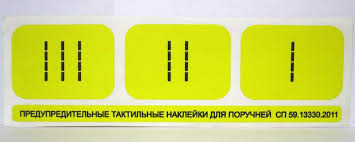 ПРЕДУПРЕДИТЕЛЬНЫЕ ТАКТИЛЬНЫЕ НАКЛЕЙКИ ДЛЯ ПОРУЧНЕЙ СП 59.13330.2011